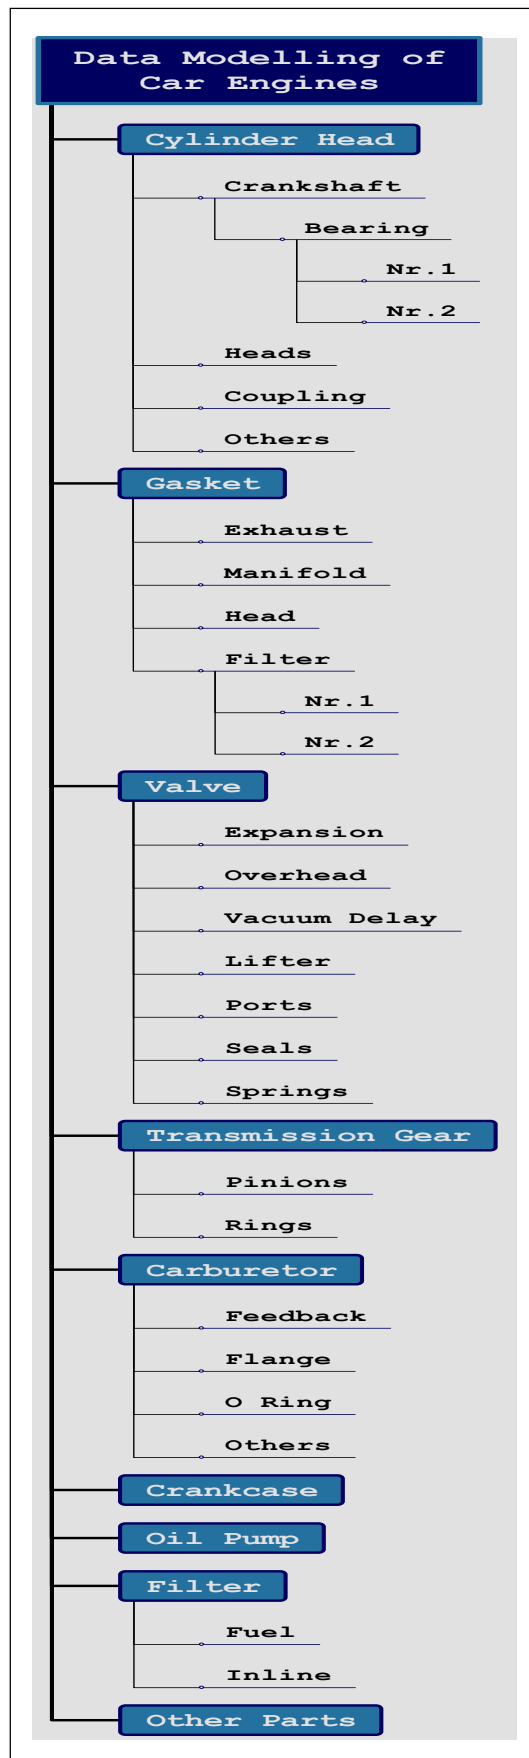 Data Modelling of
Car Engines
Cylinder Head
Crankshaft
Bearing
Nr.1
Nr.2
Heads
Coupling
Others
Gasket
Exhaust
Manifold
Head
Filter
Nr.1
Nr.2
Valve
Expansion
Overhead
Vacuum Delay
Lifter
Ports
Seals
Springs
Transmission Gear
Pinions
Rings
Carburetor
Feedback
Flange
O Ring
Others
Crankcase
Oil Pump
Filter
Fuel
Inline
Other Parts